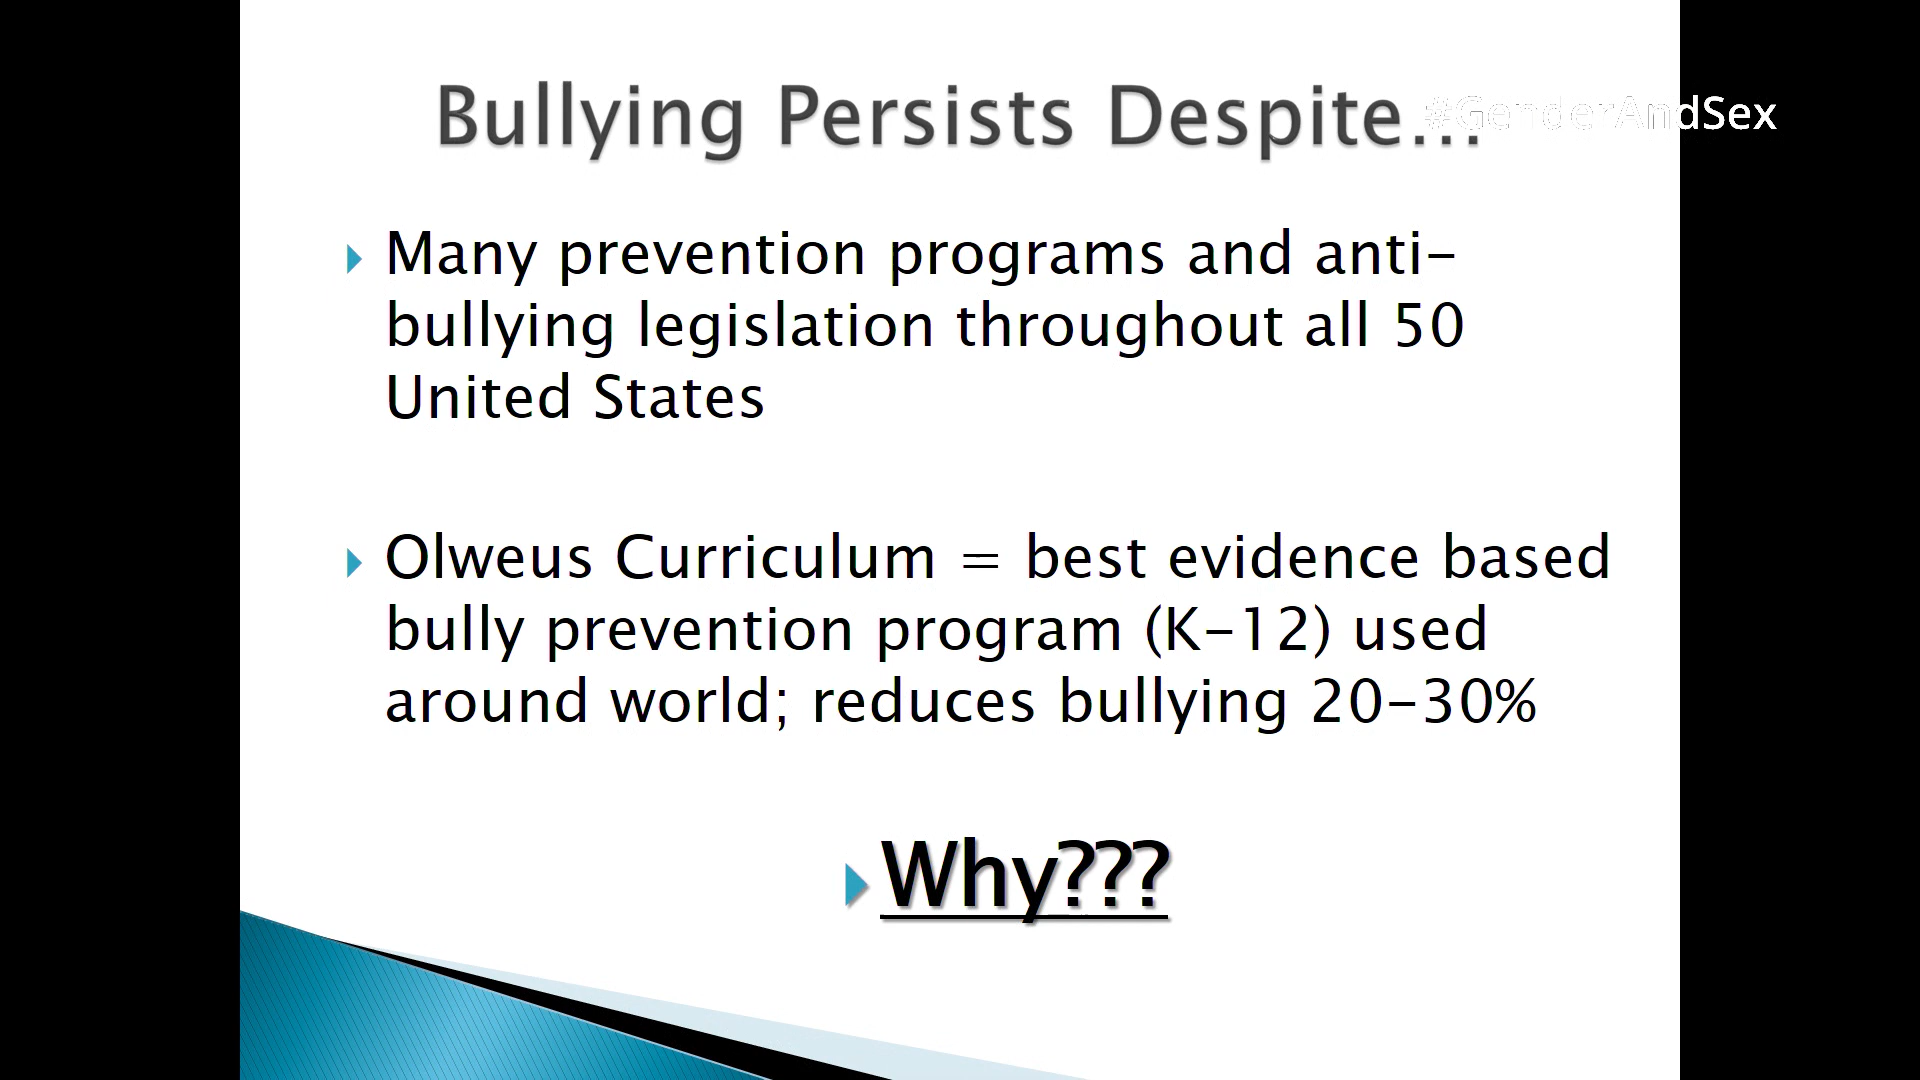 Bullying Persists Despite...
#GenderAndSex
Many prevention programs and anti-
bullying legislation throughout all 50
United States
Olweus Curriculum = best evidence based
bully prevention program (K-12) used
around world; reduces bullying 20-30%
Why???